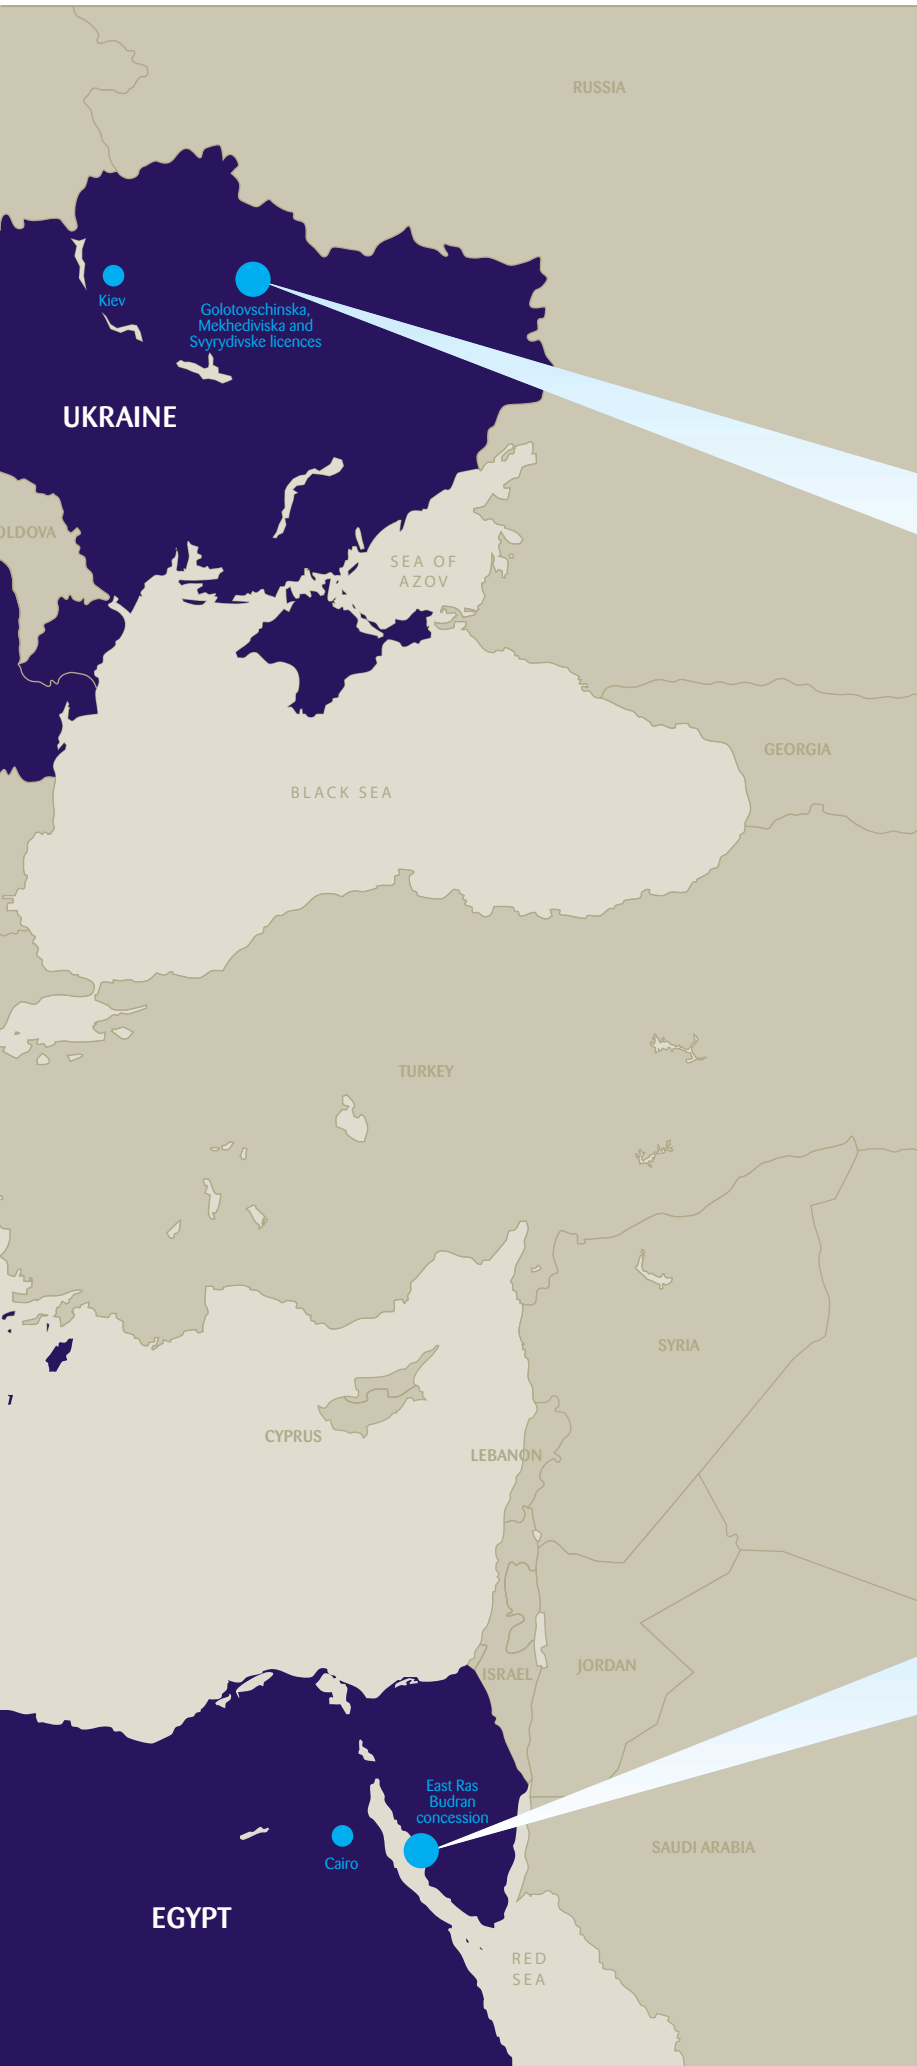 RUSSIA
Kiev
Golotovschinska,
Mekhediviska and
Svyrydivske licences
UKRAINE
OLDOVA
SEA OF
AZOV
GEORGIA
BLACK SEA
TURKEY
SYRIA
CYPRUS
LEBANON
ISRAEL
JORDAN
East Ras
Budran
concession
Cairo
SAUDI ARABIA
EGYPT
RED
SEA